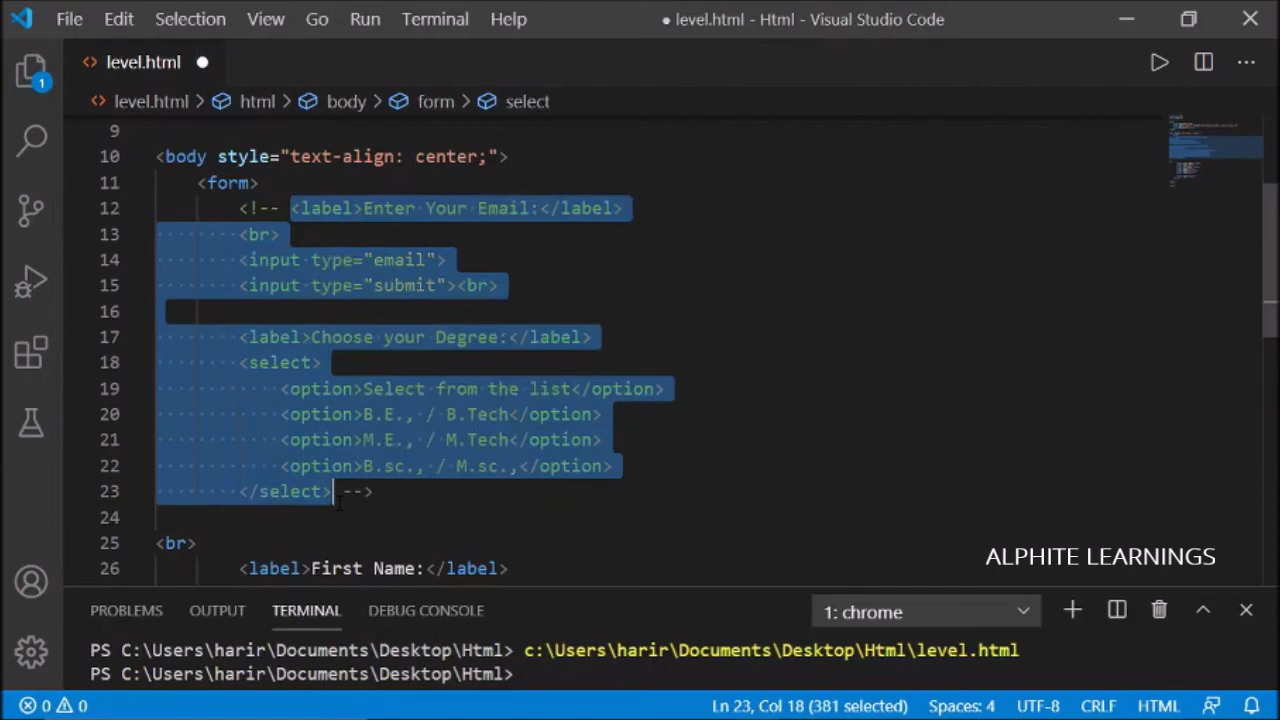 File Edit Selection View Go Run Terminal Help ● level.html - Html - Visual Studio Code
1
<> level.html ●
<> level.html > html > body > form > select
9
10 <body style="text-align: center;">
11 <form>
12 <!-- <label>Enter Your Email:</label>
13 <br>
14 <input type="email">
15 <input type="submit"><br>
16
17 <label>Choose your Degree:</label>
18 <select>
19 <option>Select from the list</option>
20 <option>B.E., / B.Tech</option>
21 <option>M.E., / M.Tech</option>
22 <option>B.sc., / M.sc.,</option>
23 </select> -->
24
25 <br>
26 <label>First Name:</label>
ALPHITE LEARNINGS
PROBLEMS OUTPUT TERMINAL DEBUG CONSOLE 1: chrome
PS C:\Users\harir\Documents\Desktop\Html> c:\Users\harir\Documents\Desktop\Html\level.html
PS C:\Users\harir\Documents\Desktop\Html>
0 0 Ln 23, Col 18 (381 selected) Spaces: 4 UTF-8 CRLF HTML